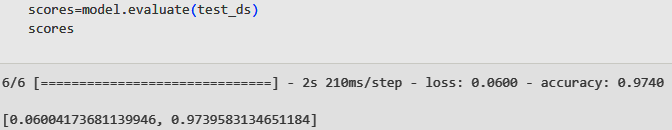 scores=model.evaluate(test_ds)
scores
6/6 [==============================] - 2s 210ms/step - loss: 0.0600 - accuracy: 0.9740
[0.06004173681139946, 0.9739583134651184]